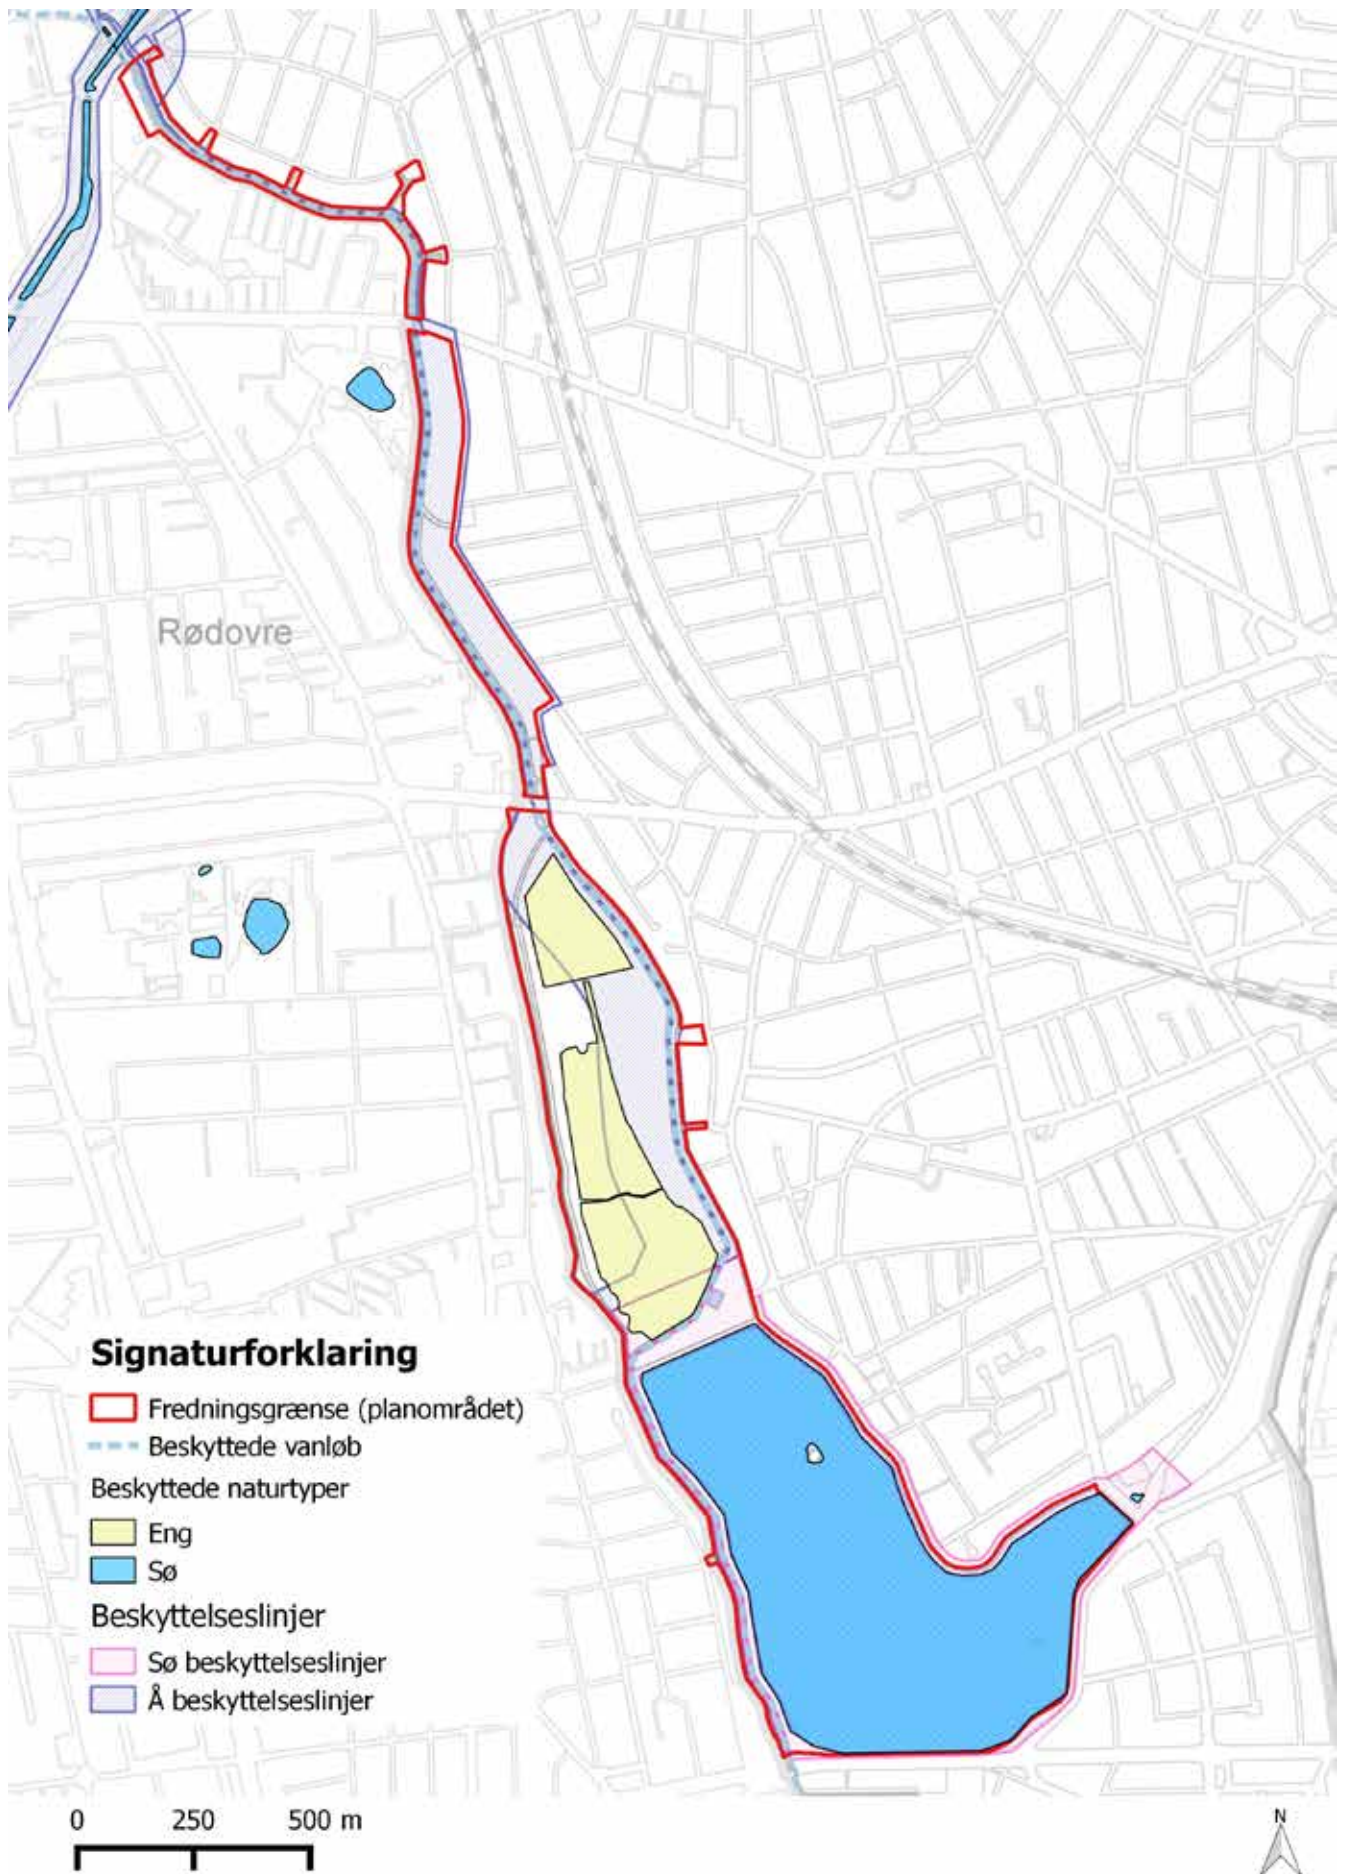 Rødovre
Signaturforklaring
Fredningsgrænse (planområdet)
Beskyttede vanløb
Beskyttede naturtyper
Eng
Sø
Beskyttelseslinjer
Sø beskyttelseslinjer
Å beskyttelseslinjer
0 250 500 m
N